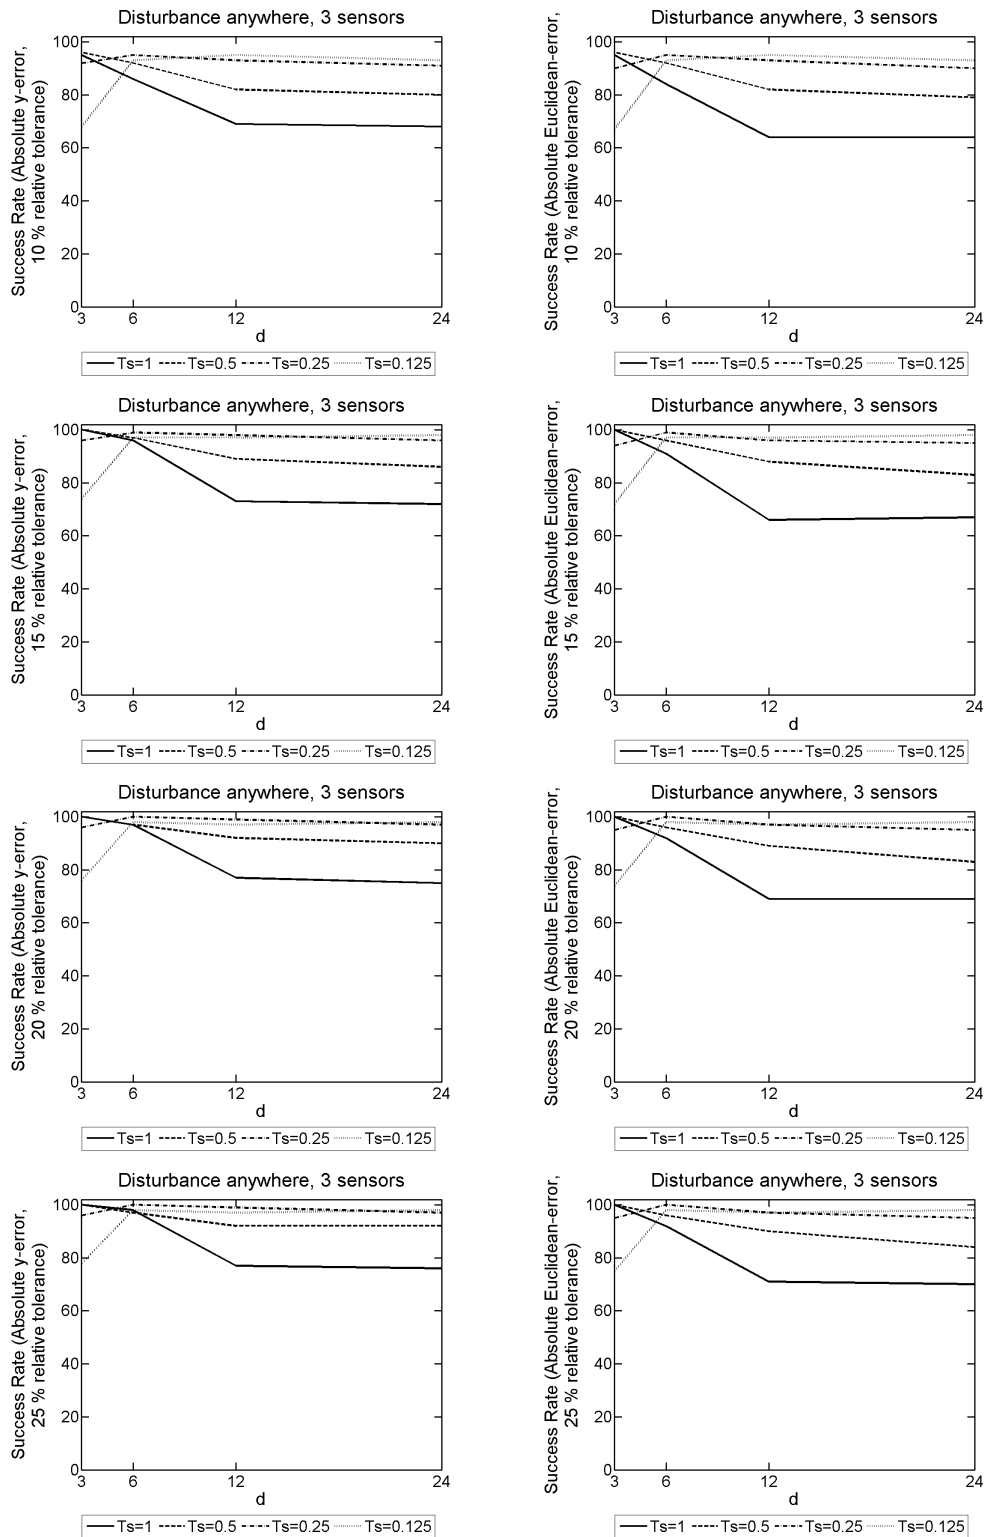 Disturbance anywhere, 3 sensors
Success Rate (Absolute y-error,
10 % relative tolerance)
100
80
60
40
20
0
3 6 12 24
d
Ts=1 Ts=0.5 Ts=0.25 Ts=0.125
Disturbance anywhere, 3 sensors
Success Rate (Absolute Euclidean-error,
10 % relative tolerance)
100
80
60
40
20
0
3 6 12 24
d
Ts=1 Ts=0.5 Ts=0.25 Ts=0.125
Disturbance anywhere, 3 sensors
Success Rate (Absolute y-error,
15 % relative tolerance)
100
80
60
40
20
0
3 6 12 24
d
Ts=1 Ts=0.5 Ts=0.25 Ts=0.125
Disturbance anywhere, 3 sensors
Success Rate (Absolute Euclidean-error,
15 % relative tolerance)
100
80
60
40
20
0
3 6 12 24
d
Ts=1 Ts=0.5 Ts=0.25 Ts=0.125
Disturbance anywhere, 3 sensors
Success Rate (Absolute y-error,
20 % relative tolerance)
100
80
60
40
20
0
3 6 12 24
d
Ts=1 Ts=0.5 Ts=0.25 Ts=0.125
Disturbance anywhere, 3 sensors
Success Rate (Absolute Euclidean-error,
20 % relative tolerance)
100
80
60
40
20
0
3 6 12 24
d
Ts=1 Ts=0.5 Ts=0.25 Ts=0.125
Disturbance anywhere, 3 sensors
Success Rate (Absolute y-error,
25 % relative tolerance)
100
80
60
40
20
0
3 6 12 24
d
Ts=1 Ts=0.5 Ts=0.25 Ts=0.125
Disturbance anywhere, 3 sensors
Success Rate (Absolute Euclidean-error,
25 % relative tolerance)
100
80
60
40
20
0
3 6 12 24
d
Ts=1 Ts=0.5 Ts=0.25 Ts=0.125